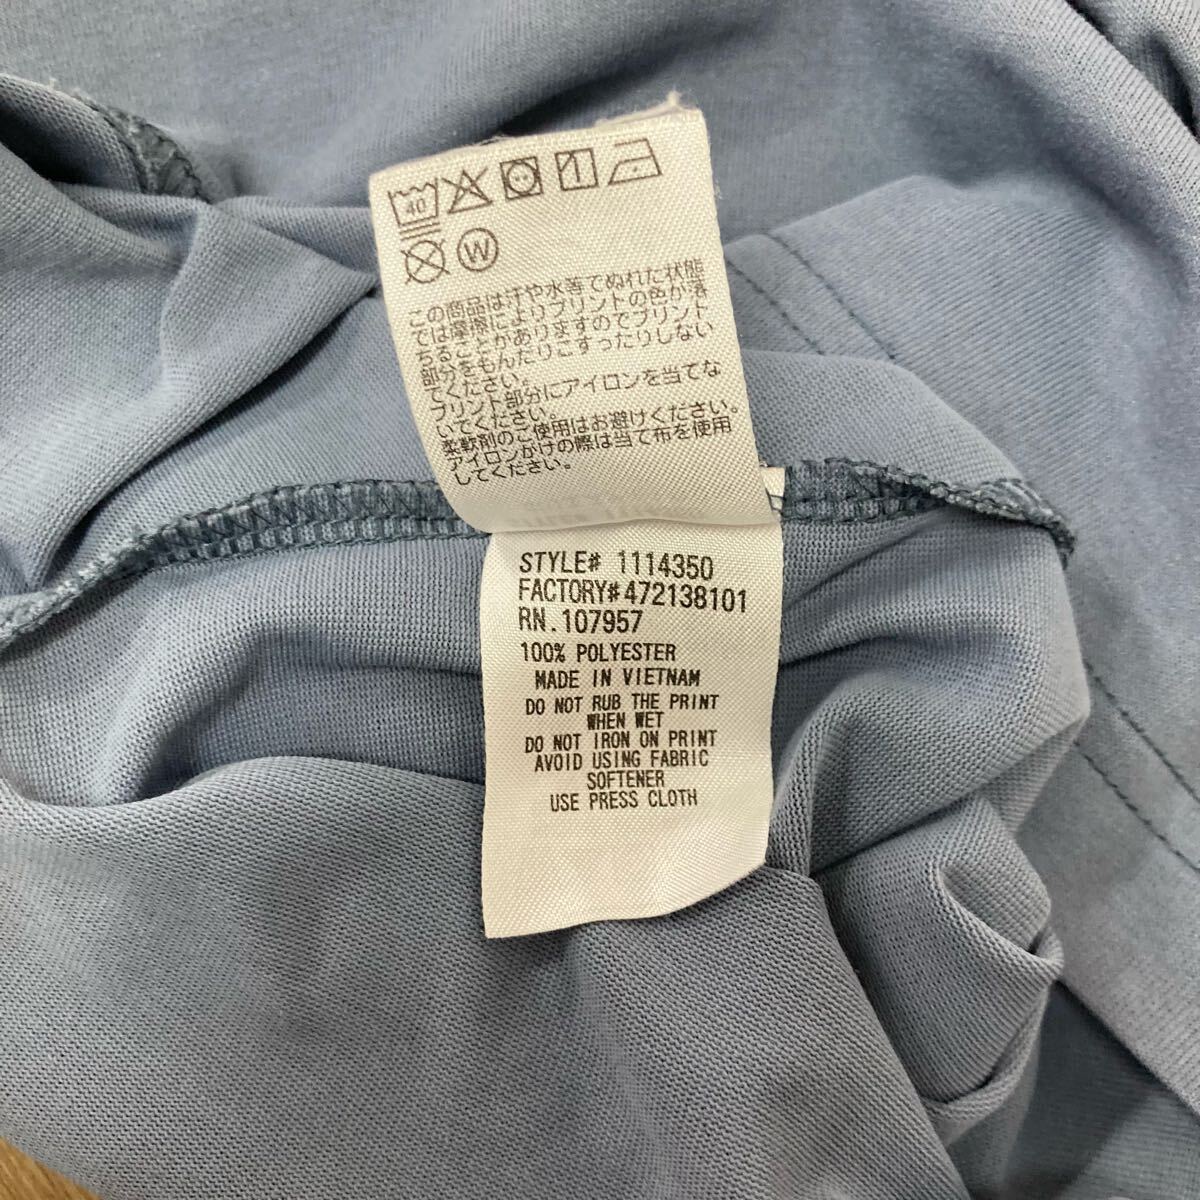 40
W
この商品は汗や水等でぬれた状態
では摩擦によりプリントの色が落
ちることがありますのでプリント
部分をもんだりこすったりしない
でください。
プリント部分にアイロンを当てな
いでください。
柔軟剤のご使用はお避けください。
アイロンがけの際は当て布を使用
してください。
STYLE# 1114350
FACTORY#472138101
RN.107957
100% POLYESTER
MADE IN VIETNAM
DO NOT RUB THE PRINT
WHEN WET
DO NOT IRON ON PRINT
AVOID USING FABRIC
SOFTENER
USE PRESS CLOTH